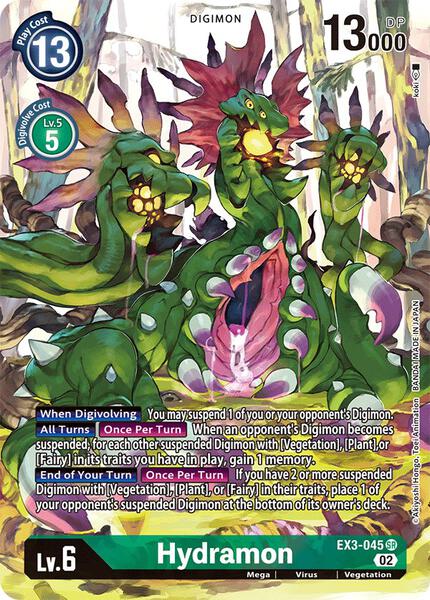 Play Cost
13
DIGIMON
DP
13000
koki
Digivolve Cost
Lv.5
5
When Digivolving You may suspend 1 of you or your opponent's Digimon.
All Turns Once Per Turn When an opponent's Digimon becomes
suspended, for each other suspended Digimon with [Vegetation], [Plant], or
[Fairy] in its traits you have in play, gain 1 memory.
End of Your Turn Once Per Turn If you have 2 or more suspended
Digimon with [Vegetation], [Plant], or [Fairy] in their traits, place 1
of your opponent's suspended Digimon at the bottom of its owner's deck.
©Akiyoshi Hongo, Toei Animation BANDAI MADE IN JAPAN
Lv.6
Hydramon
EX3-045 SR
02
Mega | Virus | Vegetation